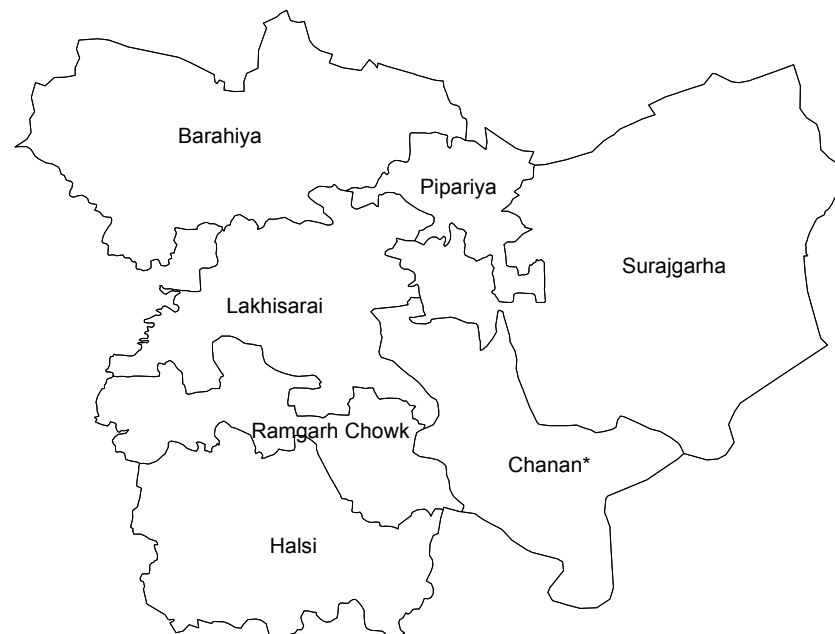 Barahiya
Pipariya
Surajgarha
Lakhisarai
Ramgarh Chowk
Chanan*
Halsi